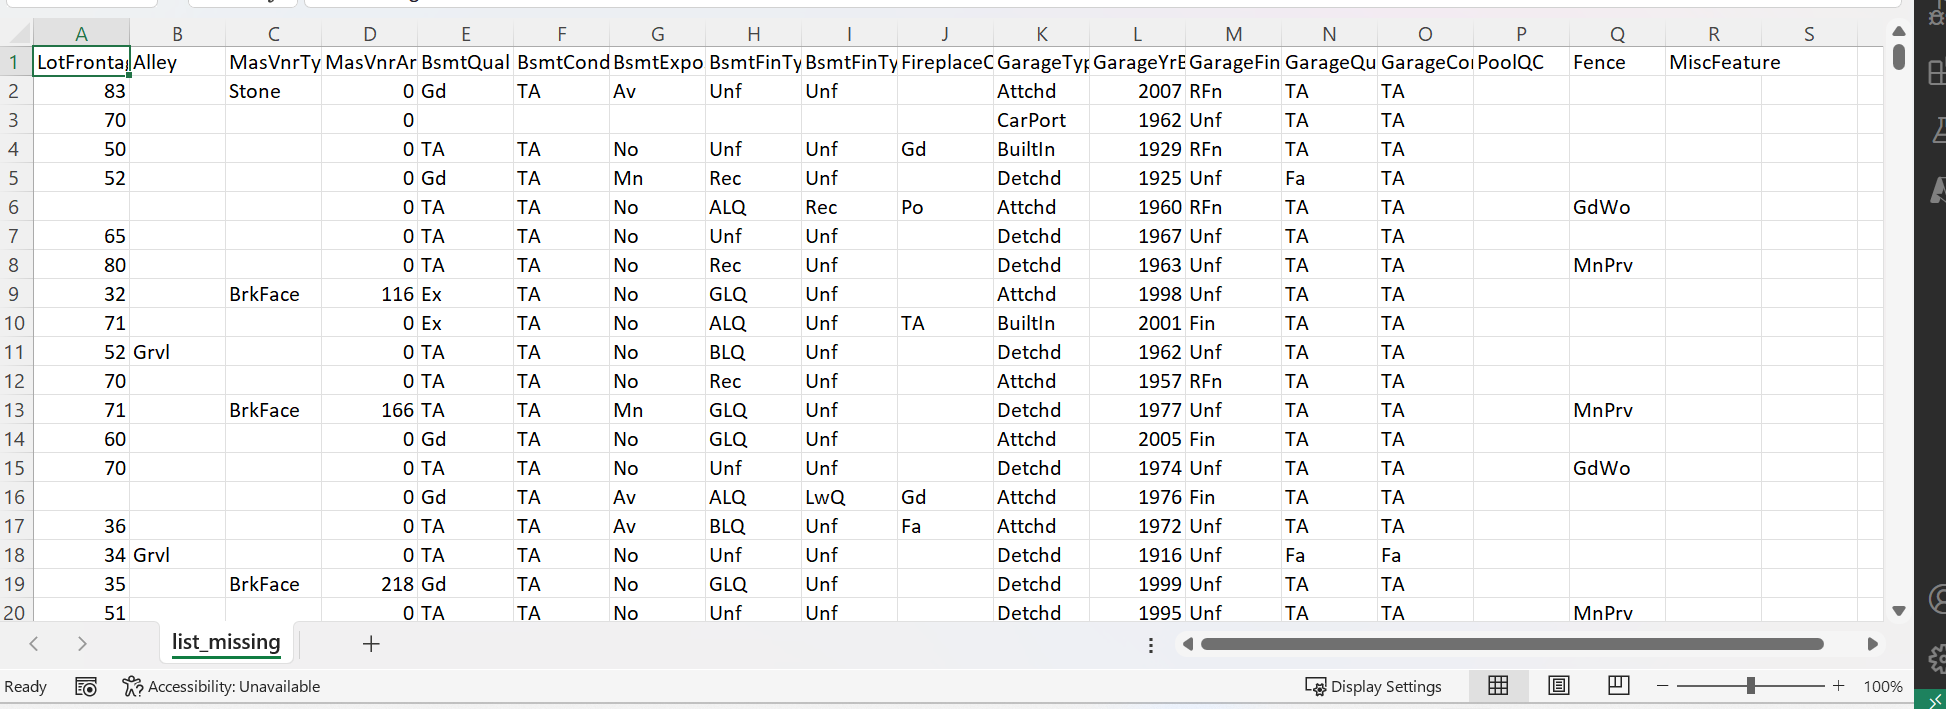 A B C D E F G H I J K L M N O P Q R S
1 LotFronta Alley MasVnrTy MasVnrAr BsmtQual BsmtCond BsmtExpo BsmtFinTy BsmtFinTy FireplaceC GarageTyp GarageYrB GarageFin GarageQu GarageCo PoolQC Fence MiscFeature
2 83 Stone 0 Gd TA Av Unf Unf Attchd 2007 RFn TA TA
3 70 0 CarPort 1962 Unf TA TA
4 50 0 TA TA No Unf Unf Gd BuiltIn 1929 RFn TA TA
5 52 0 Gd TA Mn Rec Unf Detchd 1925 Unf Fa TA
6 0 TA TA No ALQ Rec Po Attchd 1960 RFn TA TA GdWo
7 65 0 TA TA No Unf Unf Detchd 1967 Unf TA TA
8 80 0 TA TA No Rec Unf Detchd 1963 Unf TA TA MnPrv
9 32 BrkFace 116 Ex TA No GLQ Unf Attchd 1998 Unf TA TA
10 71 0 Ex TA No ALQ Unf TA BuiltIn 2001 Fin TA TA
11 52 Grvl 0 TA TA No BLQ Unf Detchd 1962 Unf TA TA
12 70 0 TA TA No Rec Unf Attchd 1957 RFn TA TA
13 71 BrkFace 166 TA TA Mn GLQ Unf Detchd 1977 Unf TA TA MnPrv
14 60 0 Gd TA No GLQ Unf Attchd 2005 Fin TA TA
15 70 0 TA TA No Unf Unf Detchd 1974 Unf TA TA GdWo
16 0 Gd TA Av ALQ LwQ Gd Attchd 1976 Fin TA TA
17 36 0 TA TA Av BLQ Unf Fa Attchd 1972 Unf TA TA
18 34 Grvl 0 TA TA No Unf Unf Detchd 1916 Unf Fa Fa
19 35 BrkFace 218 Gd TA No GLQ Unf Detchd 1999 Unf TA TA
20 51 0 TA TA No Unf Unf Detchd 1995 Unf TA TA MnPrv
list_missing
Ready Accessibility: Unavailable Display Settings 100%